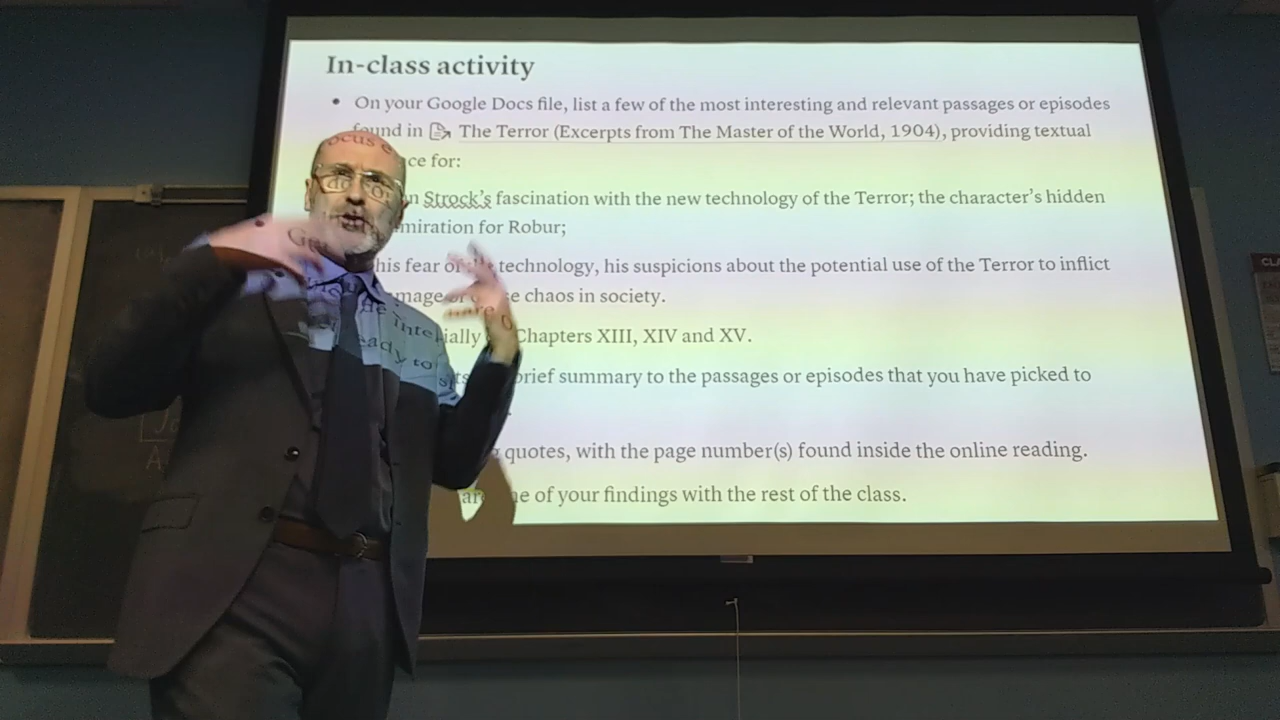 In-class activity
• On your Google Docs file, list a few of the most interesting and relevant passages or episodes
found in The Terror (Excerpts from The Master of the World, 1904), providing textual
ce for:
n Strock's fascination with the new technology of the Terror; the character's hidden
miration for Robur;
his fear of technology, his suspicions about the potential use of the Terror to inflict
mage e chaos in society.
ially Chapters XIII, XIV and XV.
brief summary to the passages or episodes that you have picked to
quotes, with the page number(s) found inside the online reading.
ne of your findings with the rest of the class.